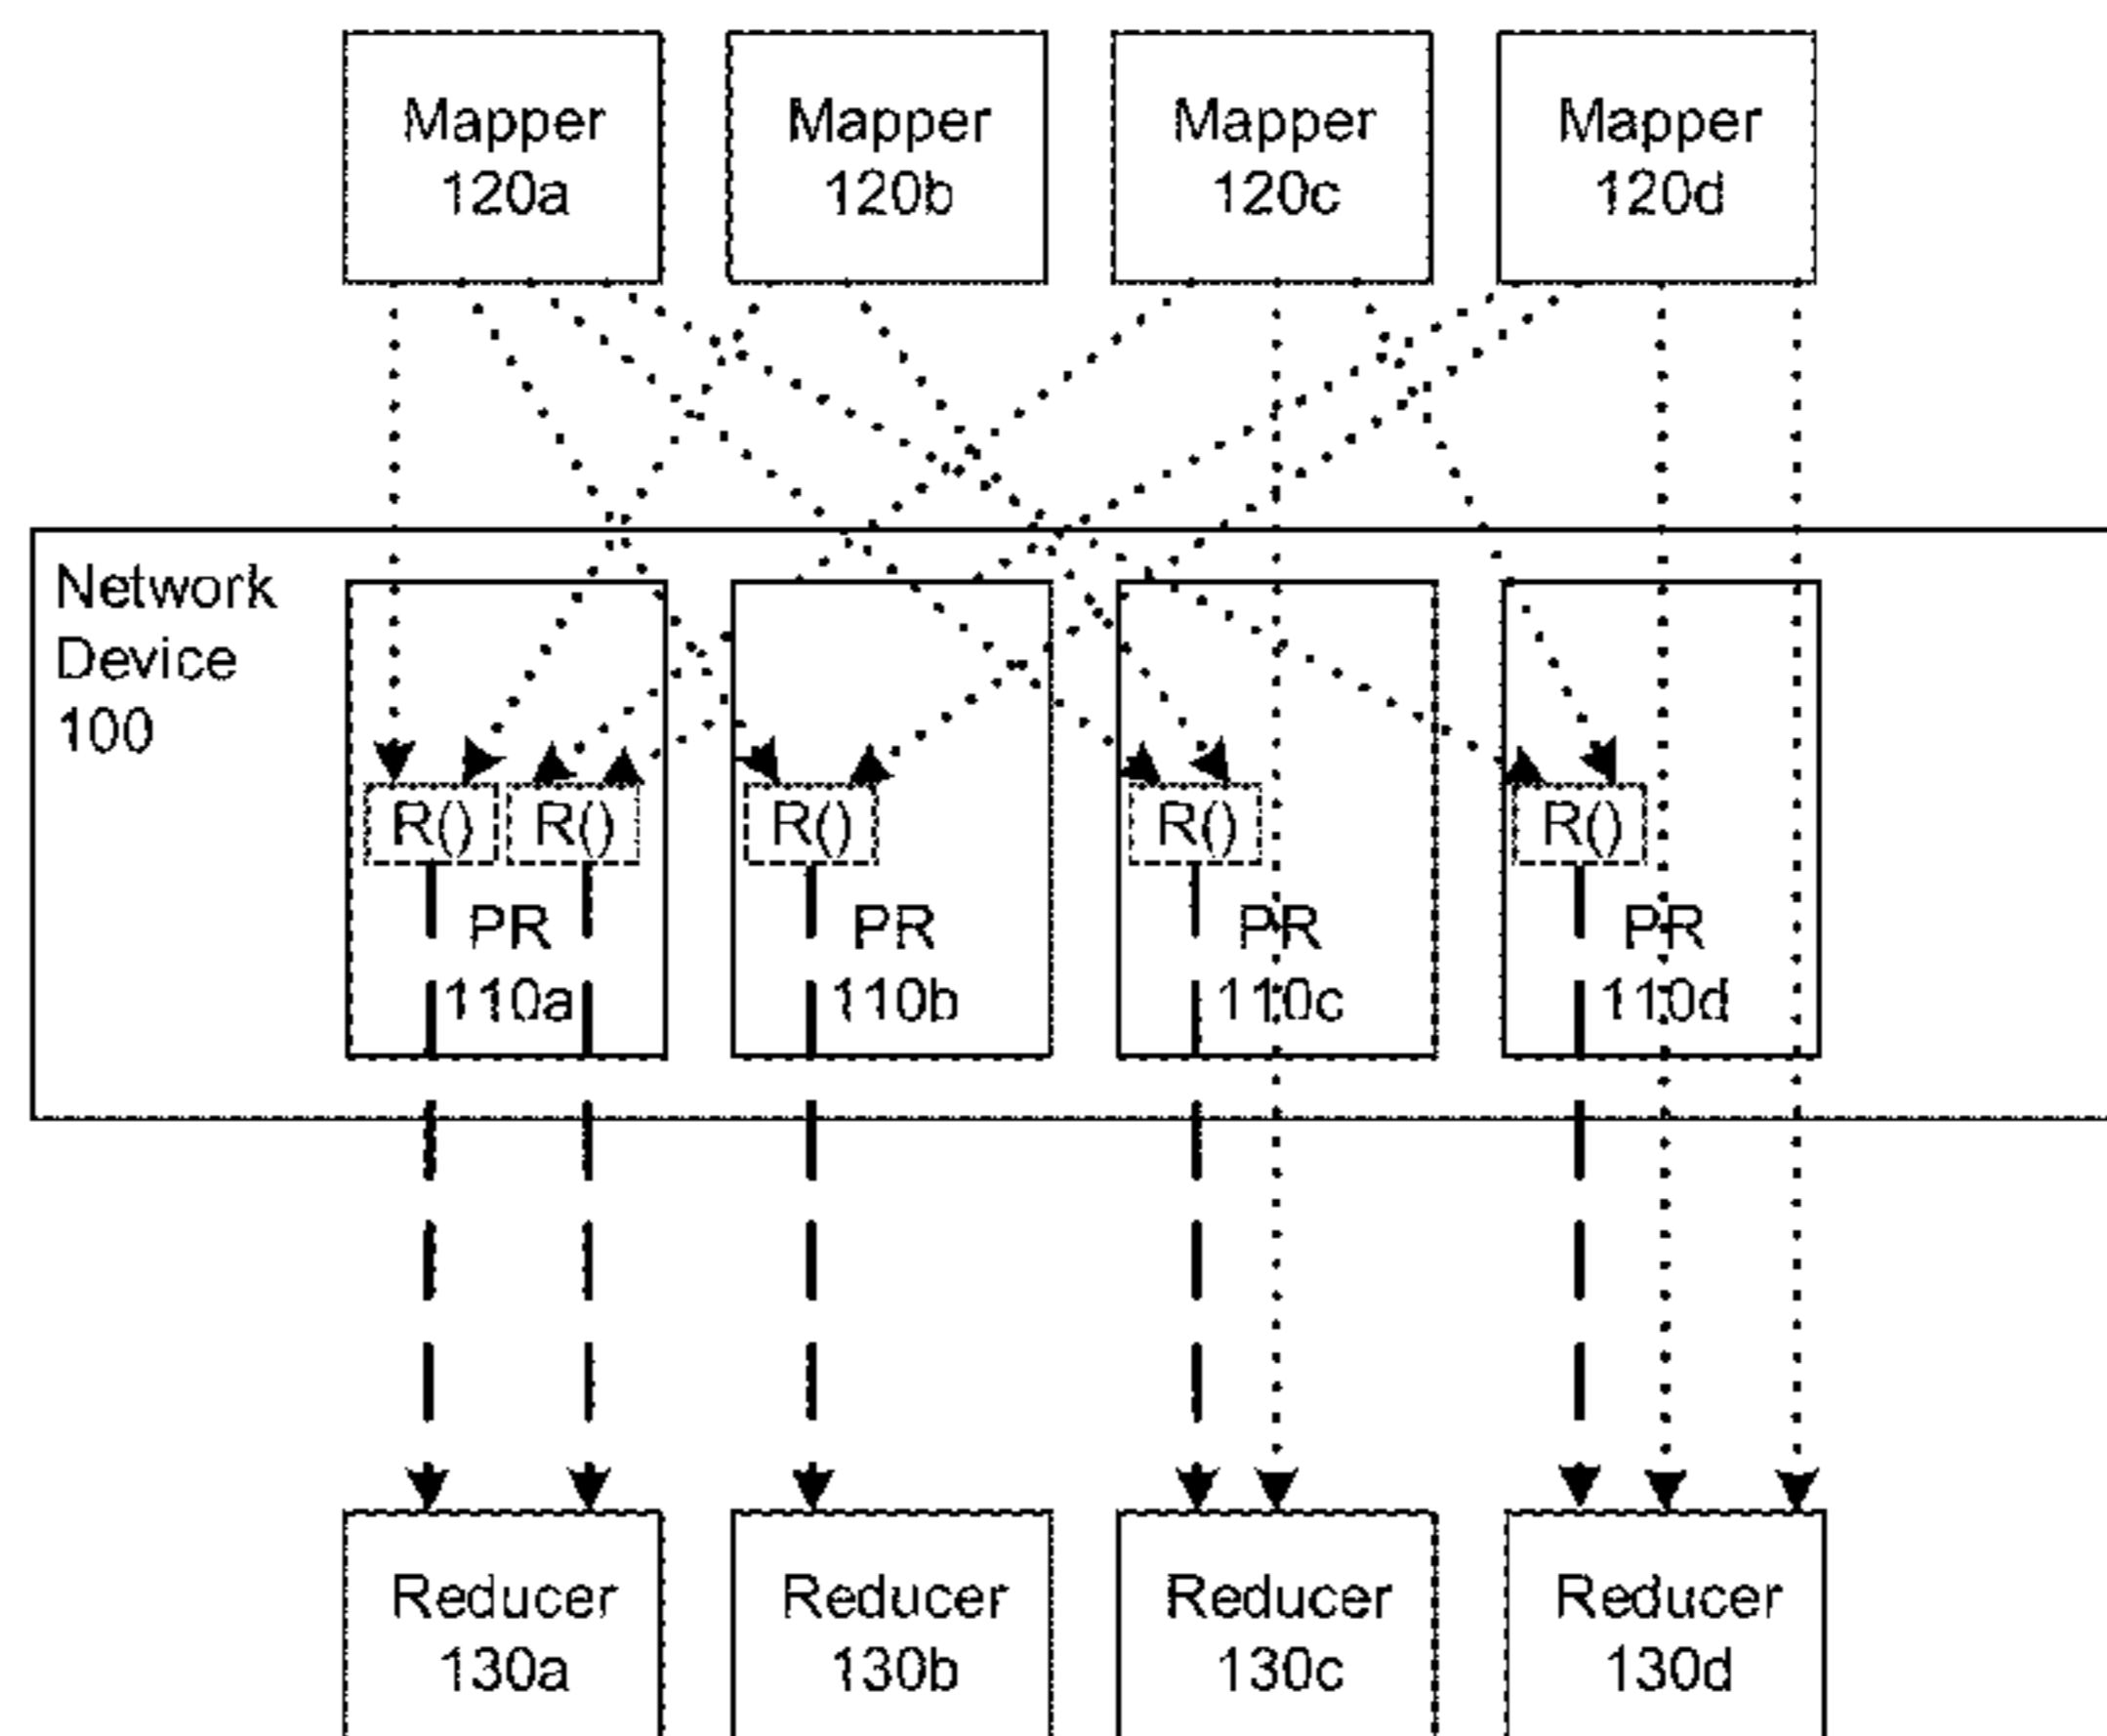 Mapper
120a
Mapper
120b
Mapper
120c
Mapper
120d
Network
Device
100
R()
R()
R()
R()
R()
PR
110a
PR
110b
PR
110c
PR
110d
Reducer
130a
Reducer
130b
Reducer
130c
Reducer
130d